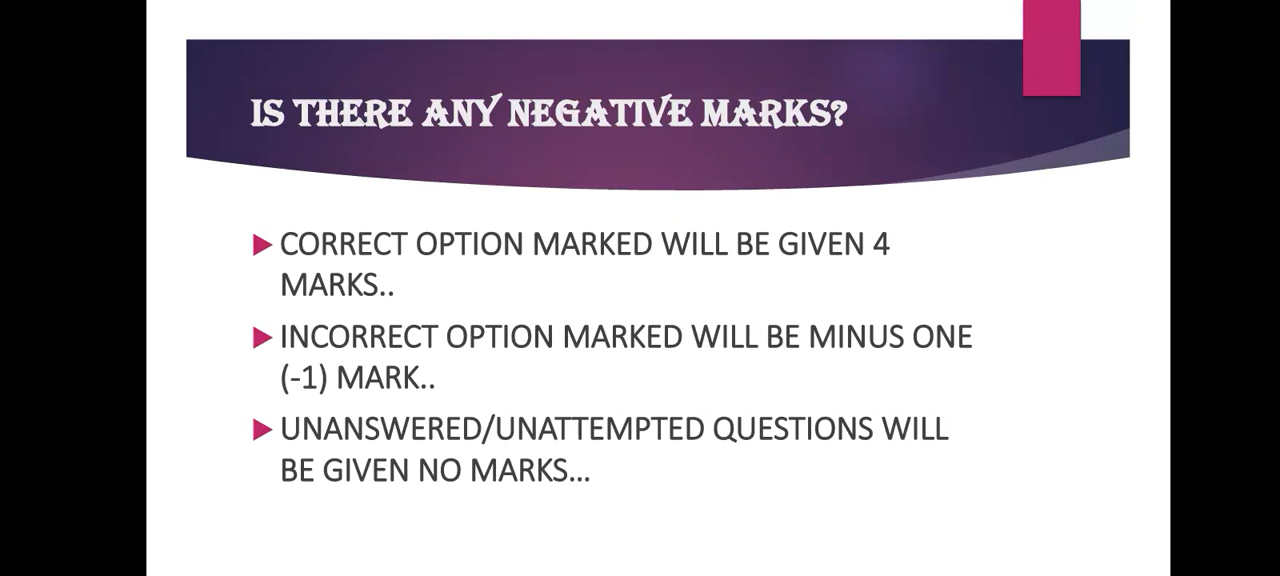 IS THERE ANY NEGATIVE MARKS?
CORRECT OPTION MARKED WILL BE GIVEN 4
MARKS..
INCORRECT OPTION MARKED WILL BE MINUS ONE
(-1) MARK..
UNANSWERED/UNATTEMPTED QUESTIONS WILL
BE GIVEN NO MARKS...